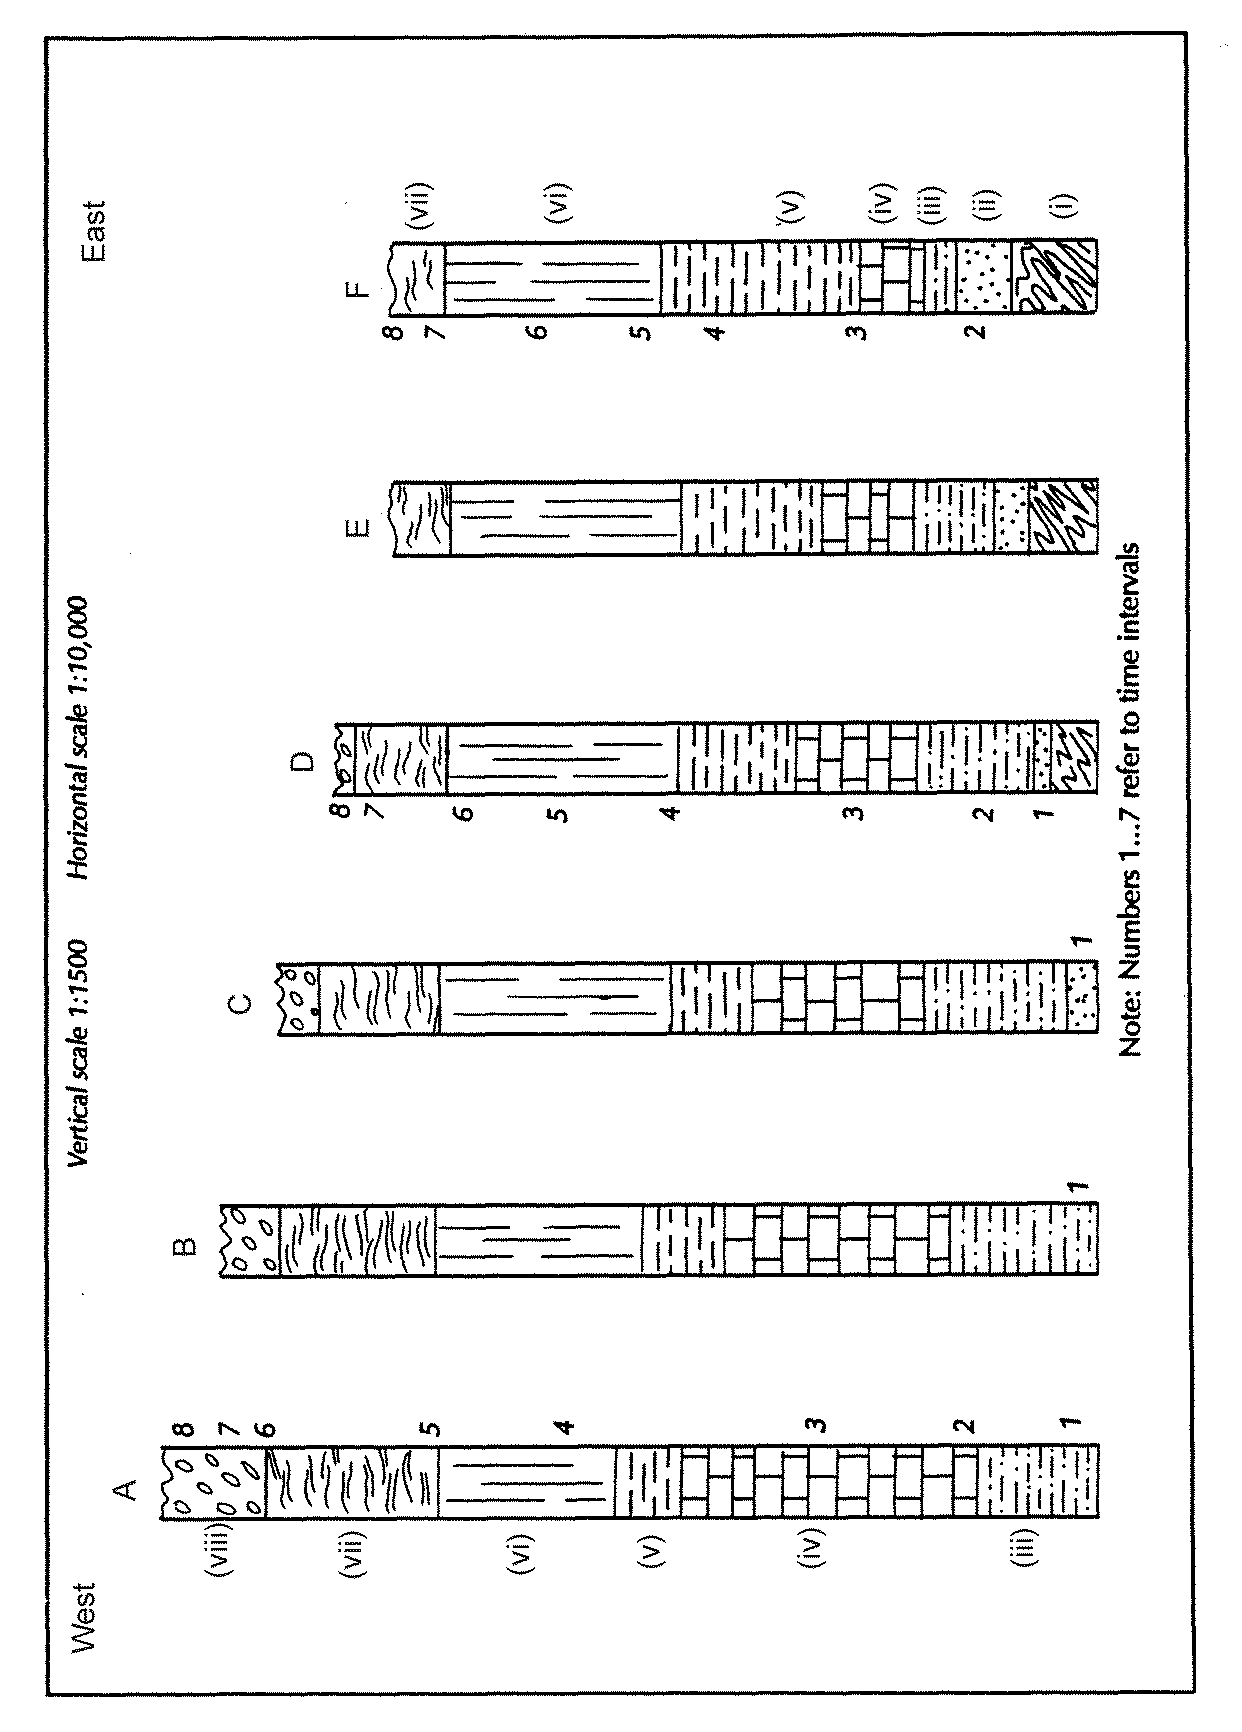 West
East
Vertical scale 1:1500
Horizontal scale 1:10,000
A
B
C
D
E
F
(viii)
(vii)
(vi)
(v)
(iv)
(iii)
8
7
6
5
4
3
2
1
1
1
8
7
6
5
4
3
2
1
8
7
6
5
4
3
2
(vii)
(vi)
(v)
(iv)
(iii)
(ii)
(i)
Note: Numbers 1...7 refer to time intervals